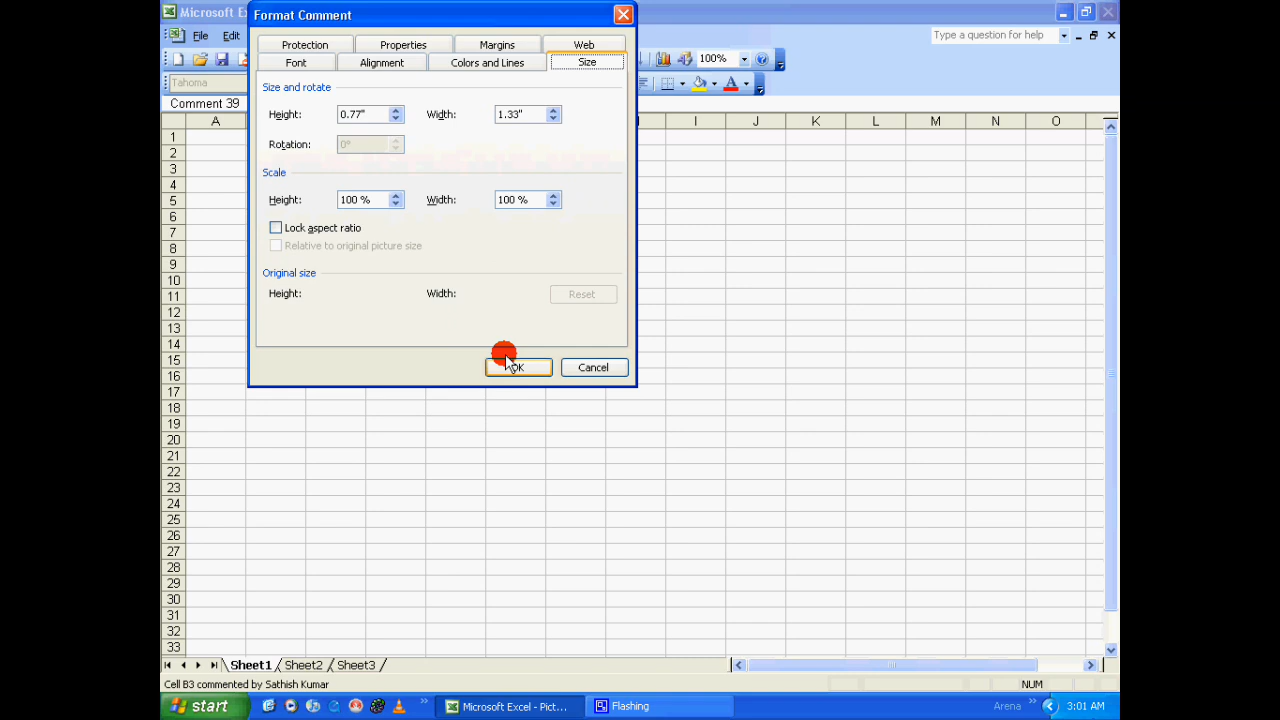 Microsoft E
Format Comment
File Edit
Type a question for help
Protection Properties Margins Web
Font Alignment Colors and Lines Size
100%
Tahoma
Comment 39
Size and rotate
Height: 0.77" Width: 1.33"
Rotation: 0°
Scale
Height: 100 % Width: 100 %
Lock aspect ratio
Relative to original picture size
Original size
Height: Width: Reset
OK Cancel
A I J K L M N O
1
2
3
4
5
6
7
8
9
10
11
12
13
14
15
16
17
18
19
20
21
22
23
24
25
26
27
28
29
30
31
32
33
Sheet1 Sheet2 Sheet3
Cell B3 commented by Sathish Kumar NUM
start Microsoft Excel - Pict... Flashing Arena 3:01 AM